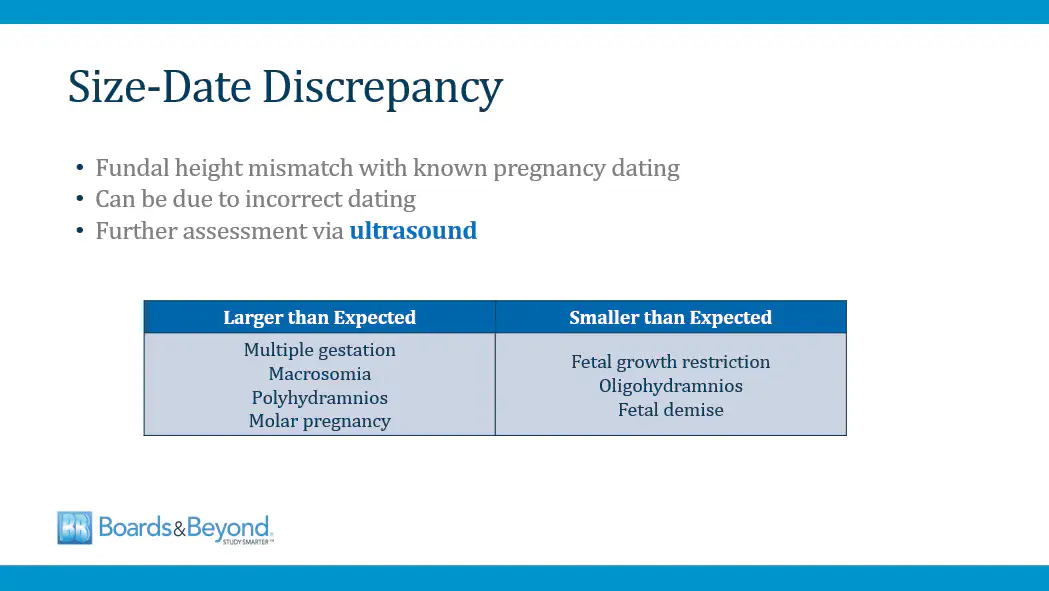 Size-Date Discrepancy
• Fundal height mismatch with known pregnancy dating
• Can be due to incorrect dating
• Further assessment via ultrasound
Larger than Expected
Multiple gestation
Macrosomia
Polyhydramnios
Molar pregnancy
Smaller than Expected
Fetal growth restriction
Oligohydramnios
Fetal demise
BB Boards&Beyond.
STUDY SMARTER™